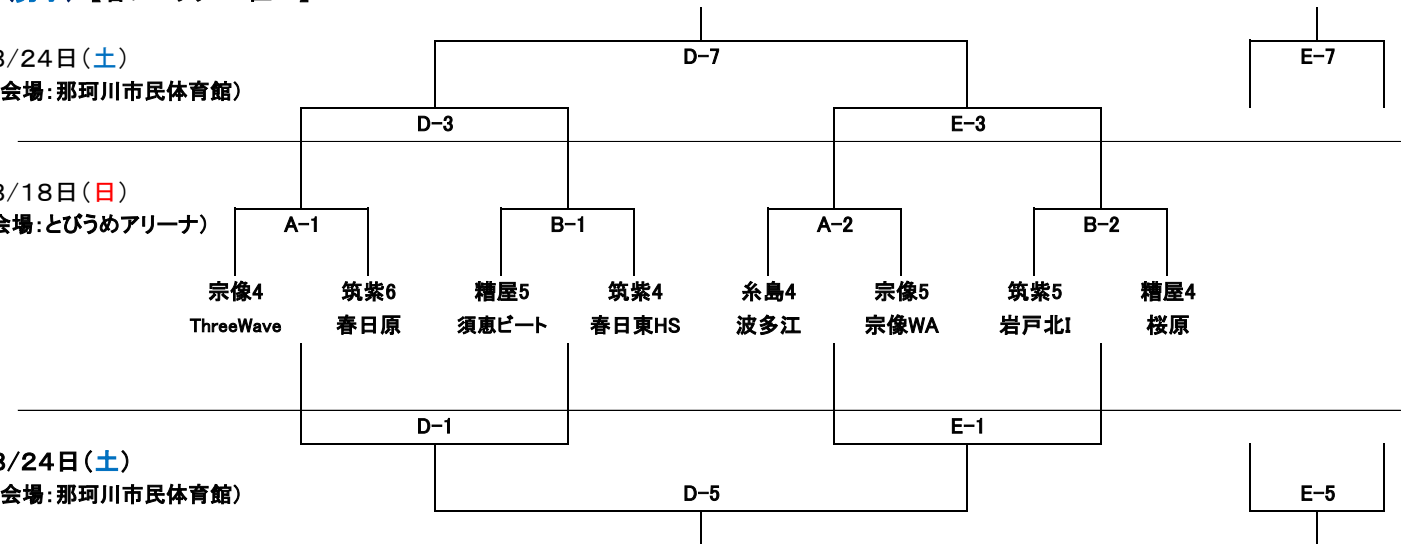 3/24日(土)
D-7
E-7
会場:那珂川市民体育館)
D-3
E-3
3/18日(日)
会場:とびうめアリーナ)
A-1
B-1
A-2
B-2
宗像4 筑紫6 糟屋5 筑紫4 糸島4 宗像5 筑紫5 糟屋4
ThreeWave 春日原 須恵ビート 春日東HS 波多江 宗像WA 岩戸北I 桜原
D-1
E-1
3/24日(土)
会場:那珂川市民体育館)
D-5
E-5